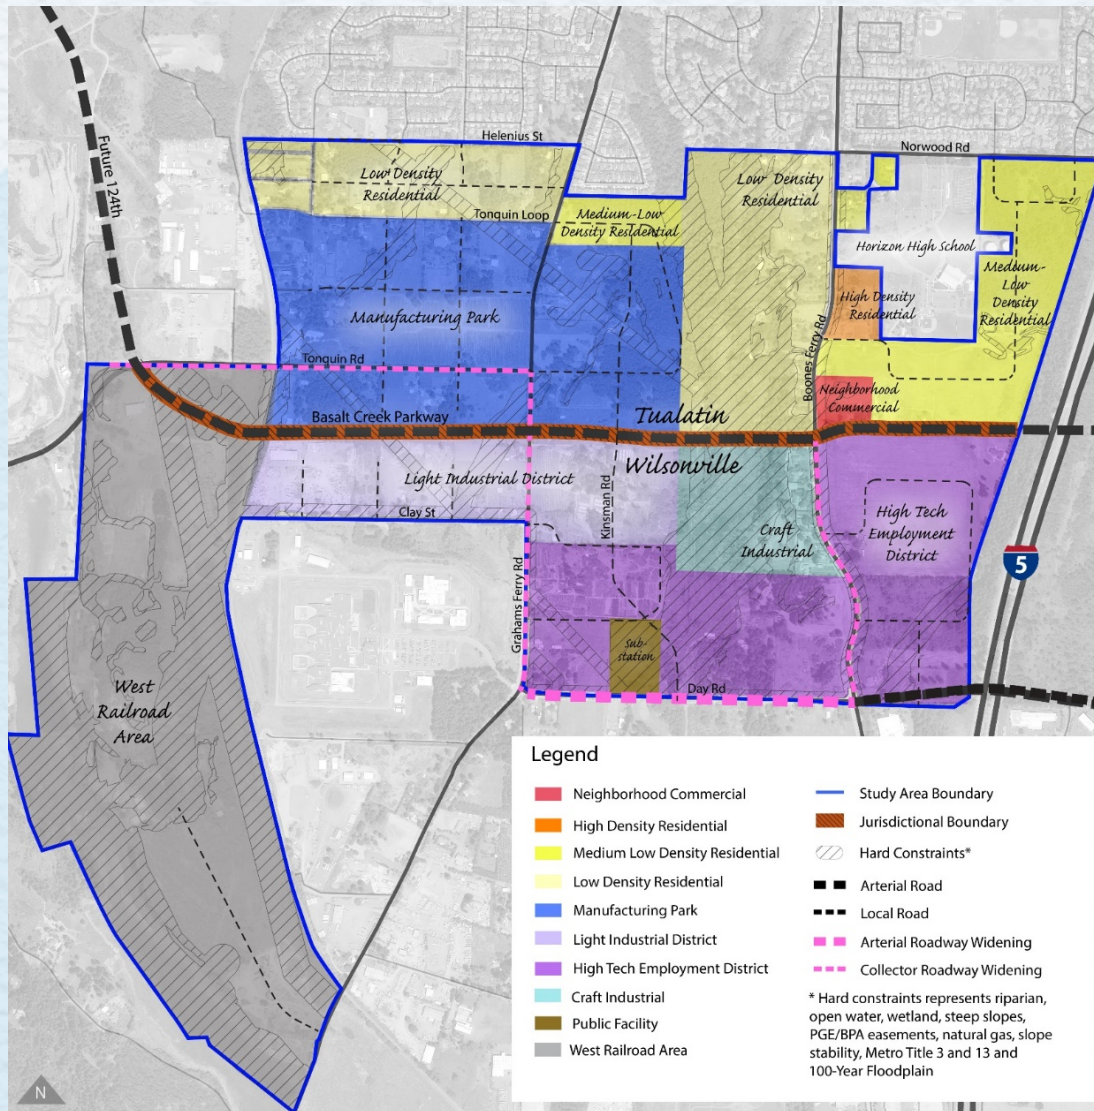 Helenius St
Norwood Rd
Future 124th
Low Density
Residential
Low Density
Residential
Tonquin Loop
Medium-Low
Density Residential
Horizon High School
Medium-
Low
Density
Residential
High Density
Residential
Manufacturing Park
Boones Ferry Rd
Tonquin Rd
Neighborhood
Commercial
Basalt Creek Parkway
Tualatin
Wilsonville
Light Industrial District
Kinsman Rd
Clay St
High Tech
Employment
District
Craft
Industrial
5
Grahams Ferry Rd
Sub-
station
Day Rd
West
Railroad
Area
Legend
Neighborhood Commercial
High Density Residential
Medium Low Density Residential
Low Density Residential
Manufacturing Park
Light Industrial District
High Tech Employment District
Craft Industrial
Public Facility
West Railroad Area
Study Area Boundary
Jurisdictional Boundary
Hard Constraints*
Arterial Road
Local Road
Arterial Roadway Widening
Collector Roadway Widening
* Hard constraints represents riparian,
open water, wetland, steep slopes,
PGE/BPA easements, natural gas, slope
stability, Metro Title 3 and 13 and
100-Year Floodplain
N